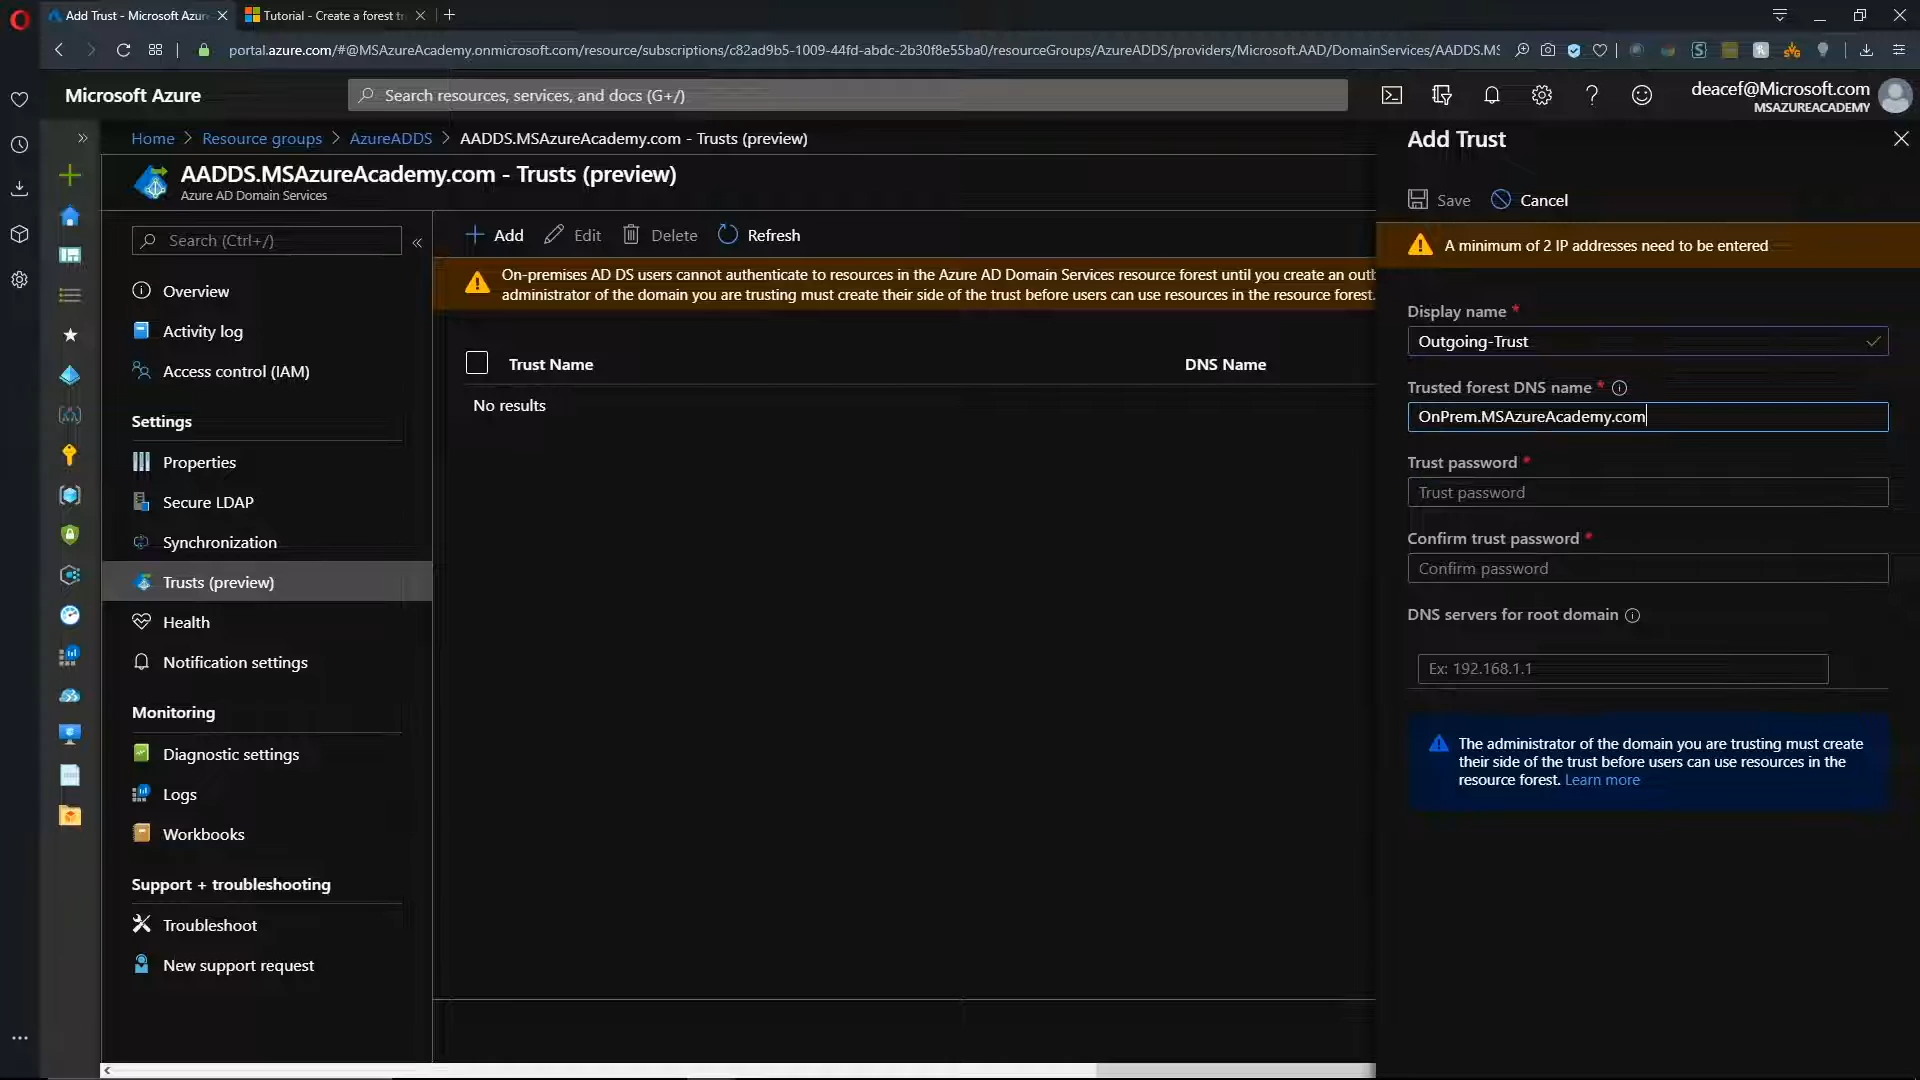 Add Trust - Microsoft Azur
Tutorial - Create a forest tr
portal.azure.com/#@MSAzureAcademy.onmicrosoft.com/resource/subscriptions/c82ad9b5-1009-44fd-abdc-2b30f8e55ba0/resourceGroups/AzureADDS/providers/Microsoft.AAD/DomainServices/AADDS.MS
Microsoft Azure
Search resources, services, and docs (G+/)
deacef@Microsoft.com
MSAZUREACADEMY
Home > Resource groups > AzureADDS > AADDS.MSAzureAcademy.com - Trusts (preview)
AADDS.MSAzureAcademy.com - Trusts (preview)
Azure AD Domain Services
Search (Ctrl+/)
Overview
Activity log
Access control (IAM)
Settings
Properties
Secure LDAP
Synchronization
Trusts (preview)
Health
Notification settings
Monitoring
Diagnostic settings
Logs
Workbooks
Support + troubleshooting
Troubleshoot
New support request
Add Edit Delete Refresh
On-premises AD DS users cannot authenticate to resources in the Azure AD Domain Services resource forest until you create an outb
administrator of the domain you are trusting must create their side of the trust before users can use resources in the resource forest.
Trust Name DNS Name
No results
Add Trust
Save Cancel
A minimum of 2 IP addresses need to be entered
Display name *
Outgoing-Trust
Trusted forest DNS name *
OnPrem.MSAzureAcademy.com
Trust password *
Trust password
Confirm trust password *
Confirm password
DNS servers for root domain
Ex: 192.168.1.1
The administrator of the domain you are trusting must create
their side of the trust before users can use resources in the
resource forest. Learn more